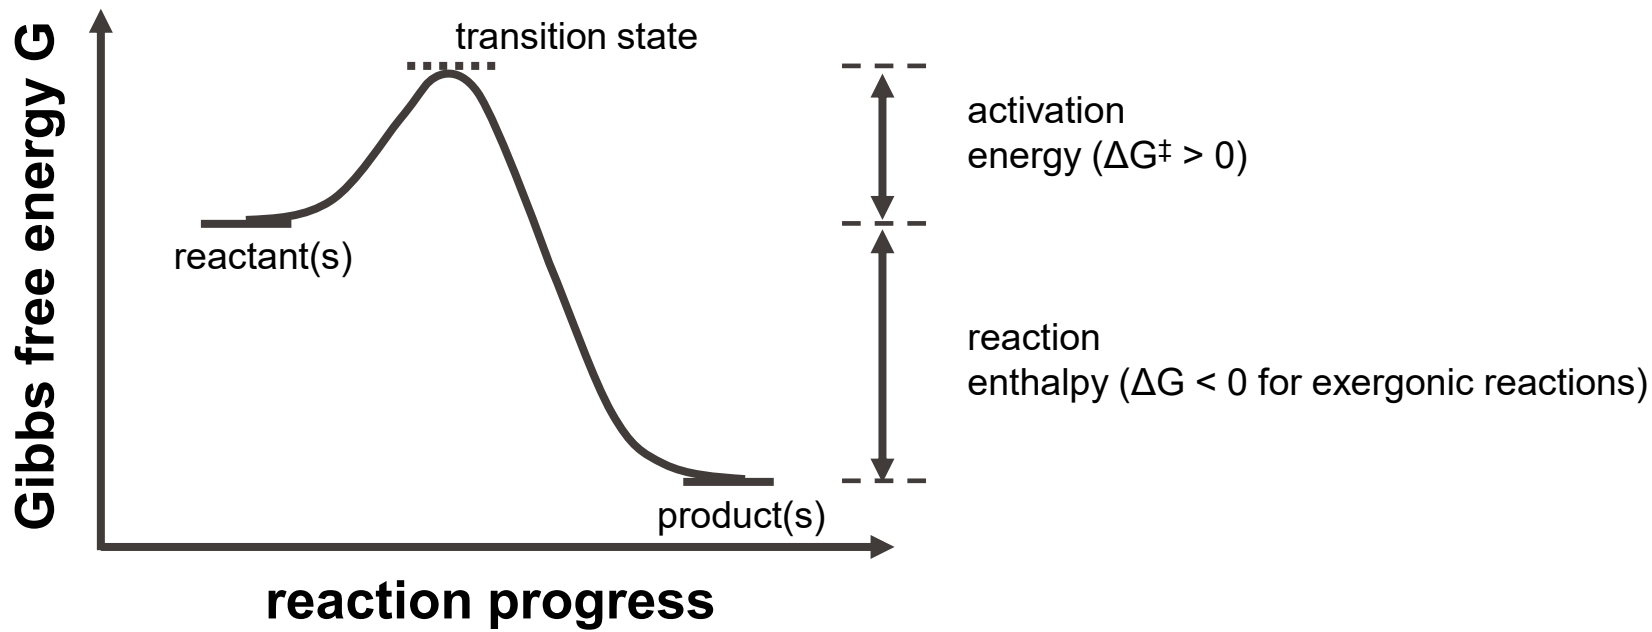 Gibbs free energy G
transition state
activation
energy (ΔG‡ > 0)
reactant(s)
reaction
enthalpy (ΔG < 0 for exergonic reactions)
product(s)
reaction progress